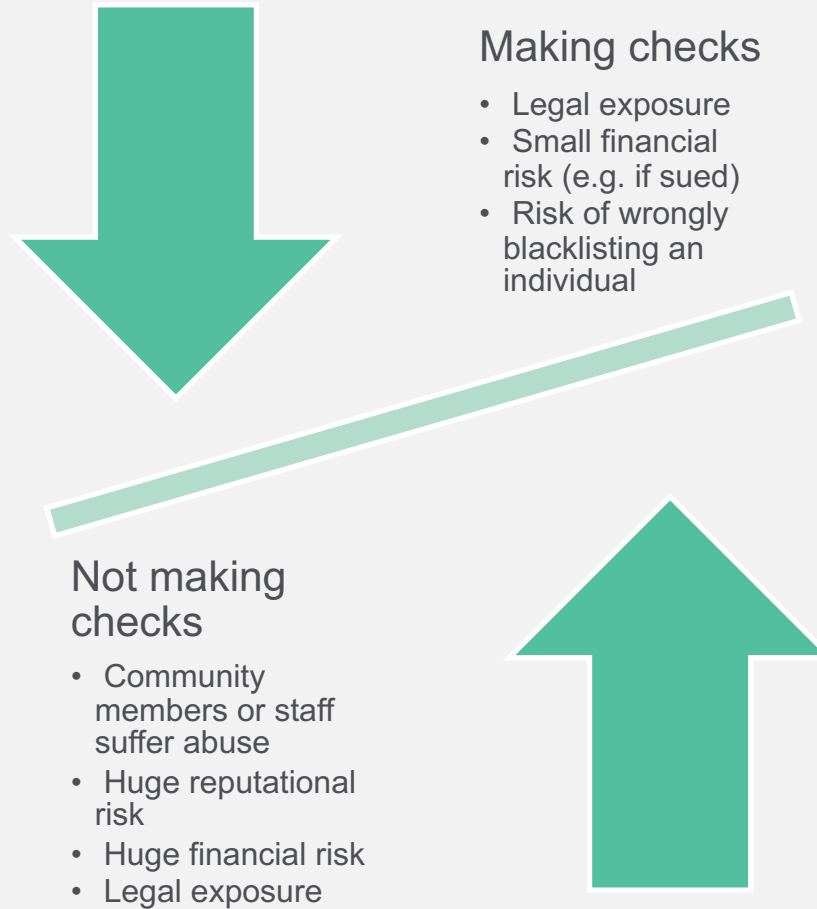 Making checks
• Legal exposure
• Small financial
risk (e.g. if sued)
• Risk of wrongly
blacklisting an
individual
Not making
checks
• Community
members or staff
suffer abuse
• Huge reputational
risk
• Huge financial risk
• Legal exposure